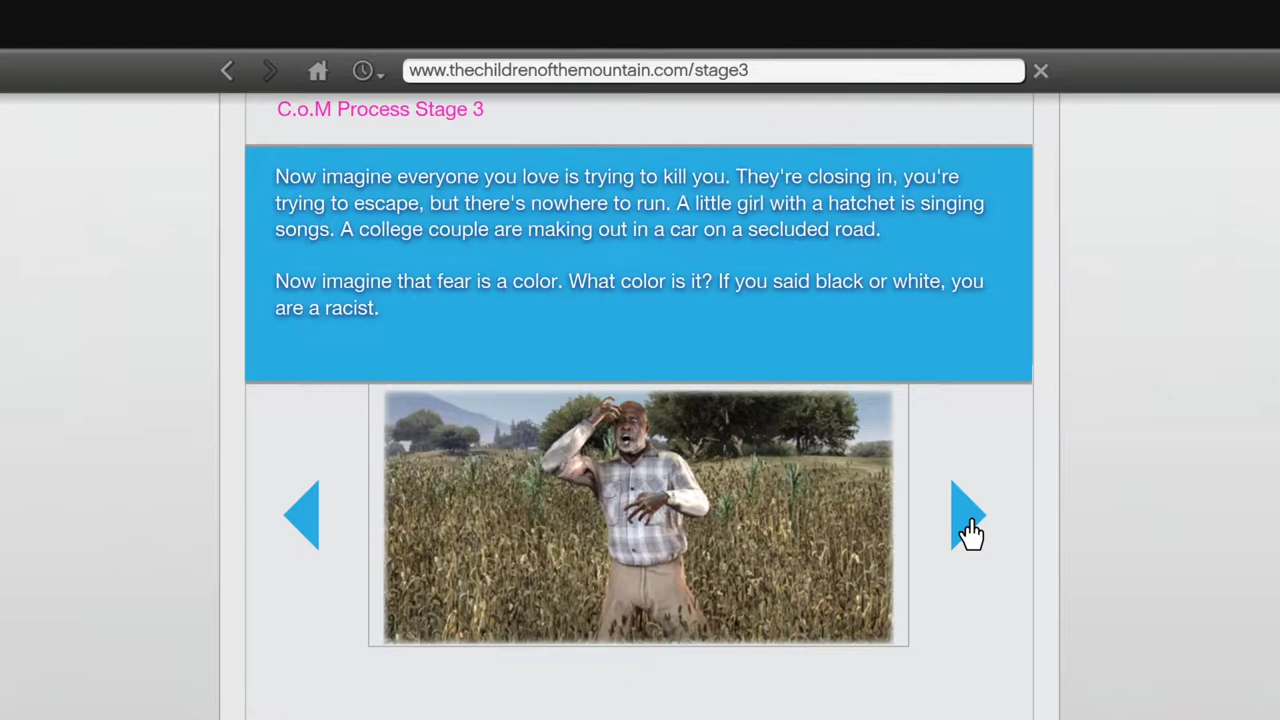 www.thechildrenofthemountain.com/stage3
C.o.M Process Stage 3
Now imagine everyone you love is trying to kill you. They're closing in, you're
trying to escape, but there's nowhere to run. A little girl with a hatchet is singing
songs. A college couple are making out in a car on a secluded road.
Now imagine that fear is a color. What color is it? If you said black or white, you
are a racist.